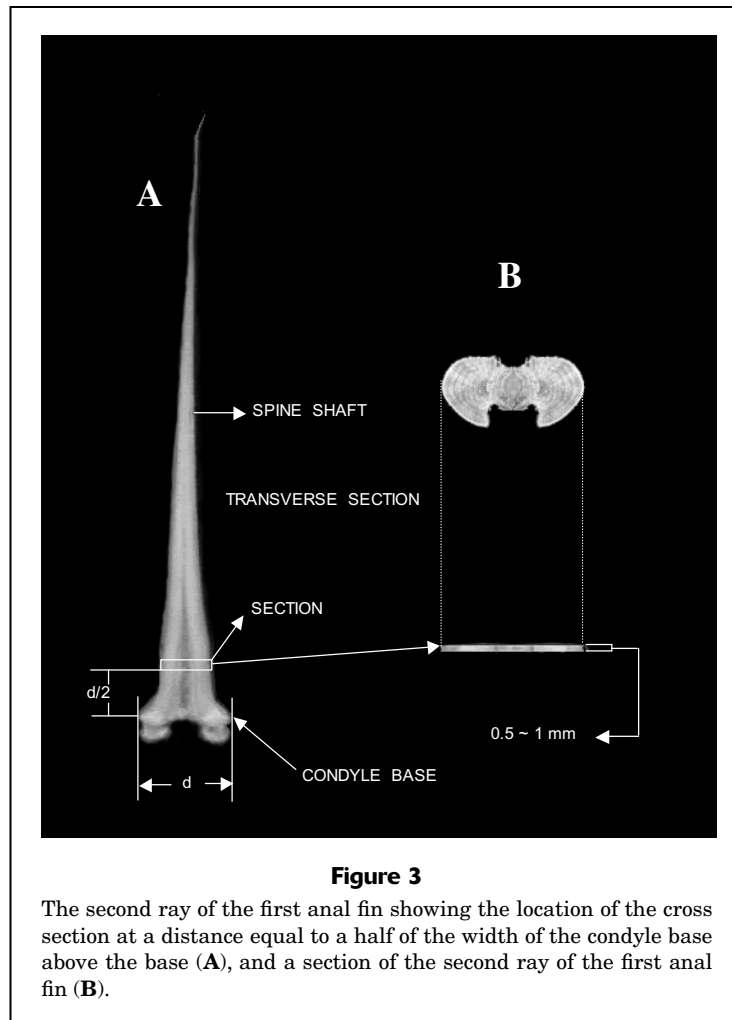 A
B
SPINE SHAFT
TRANSVERSE SECTION
SECTION
d/2
0.5 ~ 1 mm
CONDYLE BASE
d
Figure 3
The second ray of the first anal fin showing the location of the cross
section at a distance equal to a half of the width of the condyle base
above the base (A), and a section of the second ray of the first anal
fin (B).